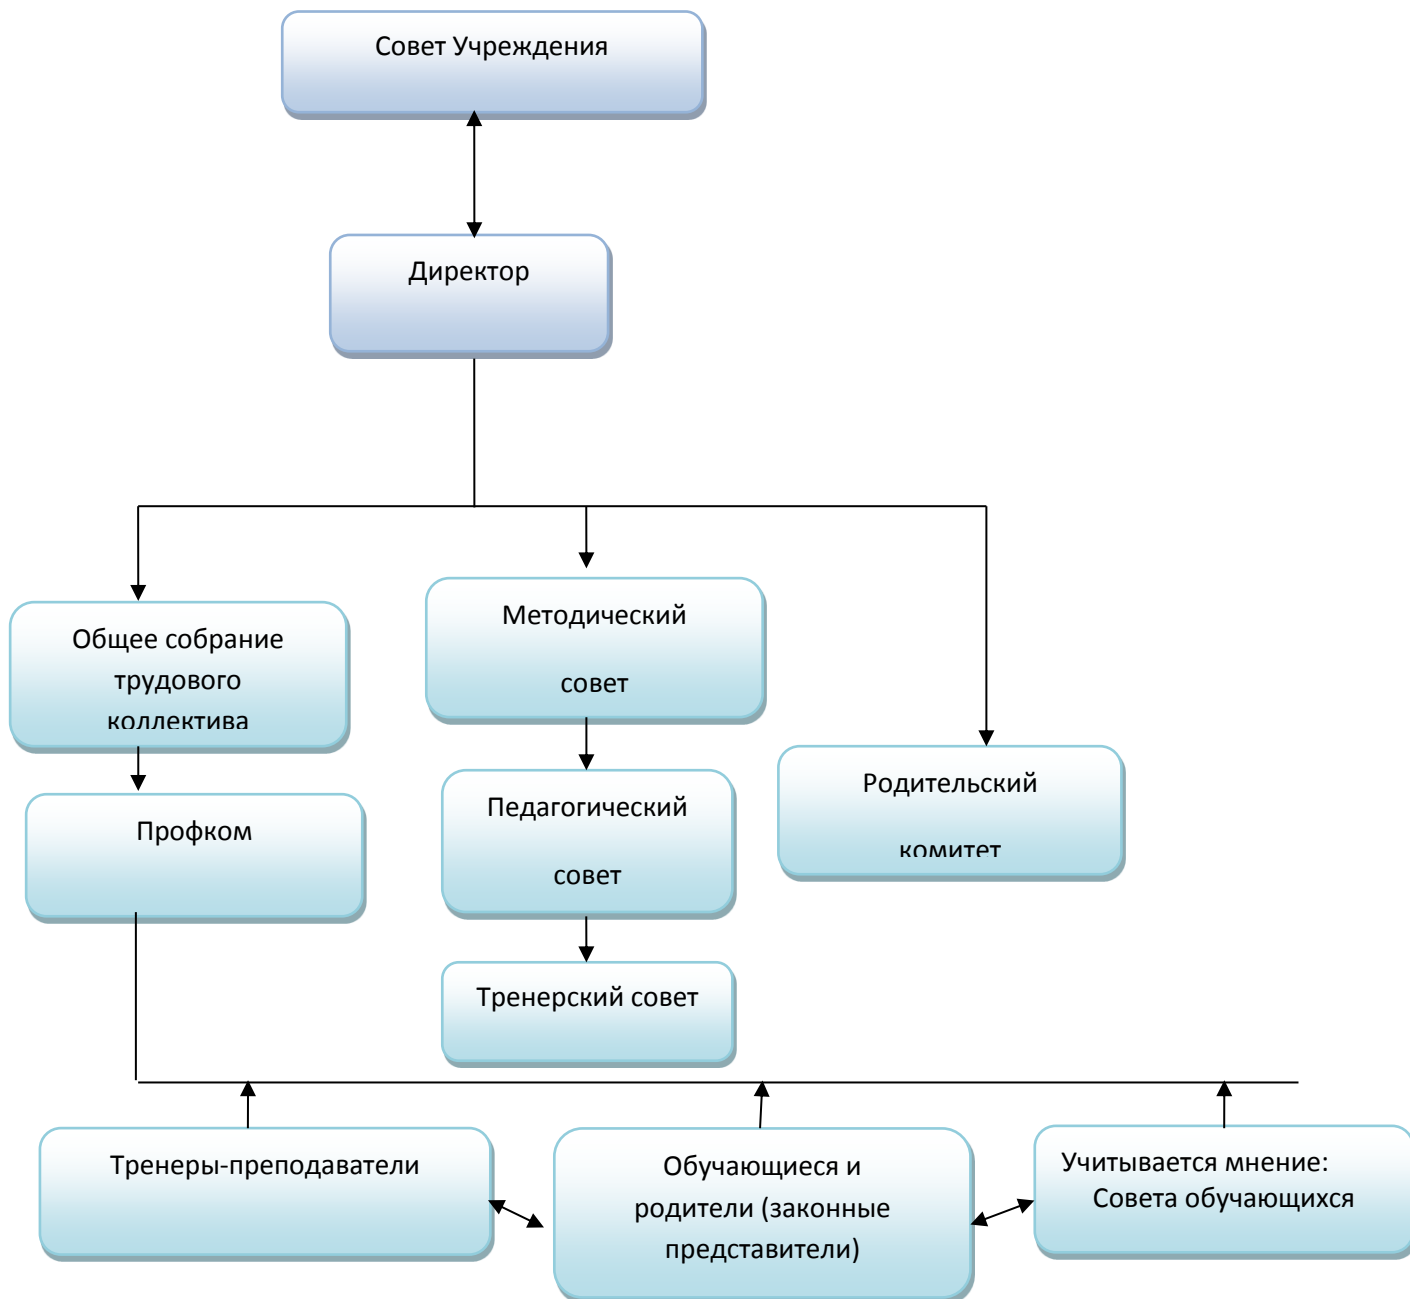 Совет Учреждения
Директор
Общее собрание
трудового
коллектива
Методический
совет
Родительский
комитет
Профком
Педагогический
совет
Тренерский совет
Тренеры-преподаватели
Обучающиеся и
родители (законные
представители)
Учитывается мнение:
Совета обучающихся